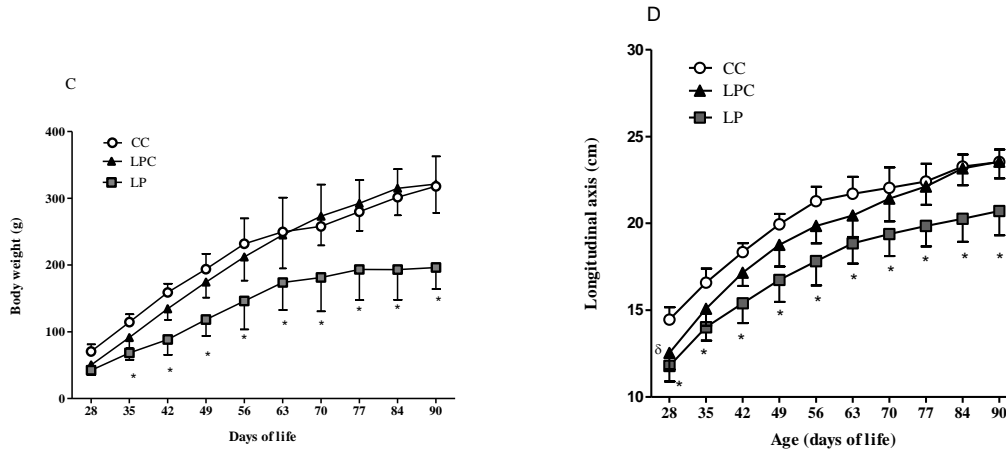 C
CC
LPC
LP
Body weight (g)
400
300
200
100
0
* * * * * * * * *
28 35 42 49 56 63 70 77 84 90
Days of life
D
CC
LPC
LP
Longitudinal axis (cm)
30
25
20
15
10
δ
* * * * * * * * * *
28 35 42 49 56 63 70 77 84 90
Age (days of life)